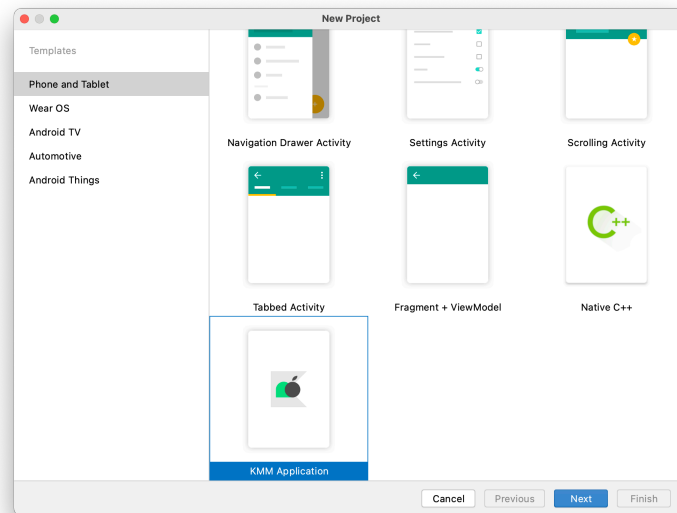 New Project
Templates
Phone and Tablet
Wear OS
Android TV
Automotive
Android Things
Navigation Drawer Activity
Settings Activity
Scrolling Activity
C++
Tabbed Activity
Fragment + ViewModel
Native C++
KMM Application
Cancel
Previous
Next
Finish